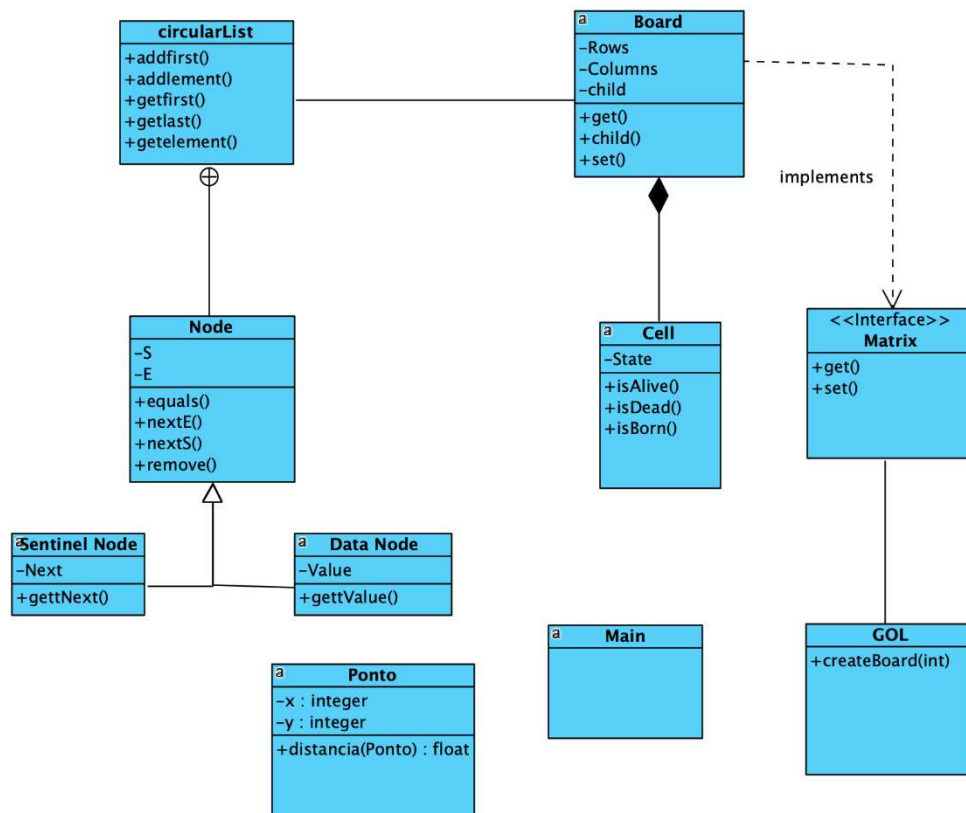 circularList
+addfirst()
+addlement()
+getfirst()
+getlast()
+getelement()
a
Board
-Rows
-Columns
-child
+get()
+child()
+set()
implements
Node
-S
-E
+equals()
+nextE()
+nextS()
+remove()
a
Cell
-State
+isAlive()
+isDead()
+isBorn()
<<Interface>>
Matrix
+get()
+set()
a
Sentinel Node
-Next
+gettNext()
a
Data Node
-Value
+gettValue()
a
Main
GOL
+createBoard(int)
a
Ponto
-x : integer
-y : integer
+distancia(Ponto) : float